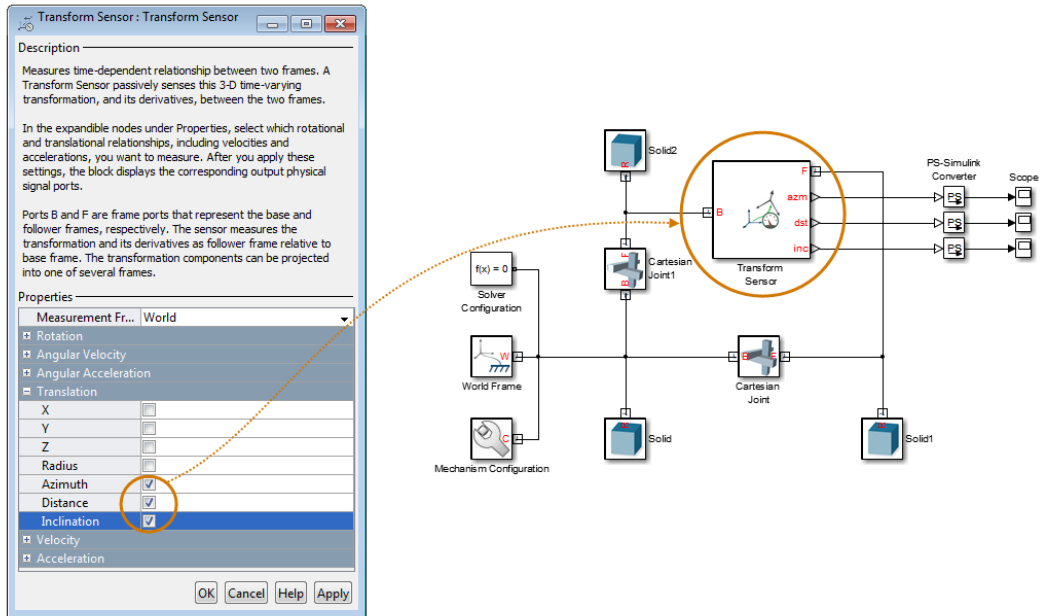 Transform Sensor : Transform Sensor
Description
Measures time-dependent relationship between two frames. A
Transform Sensor passively senses this 3-D time-varying
transformation, and its derivatives, between the two frames.
In the expandible nodes under Properties, select which rotational
and translational relationships, including velocities and
accelerations, you want to measure. After you apply these
settings, the block displays the corresponding output physical
signal ports.
Ports B and F are frame ports that represent the base and
follower frames, respectively. The sensor measures the
transformation and its derivatives as follower frame relative to
base frame. The transformation components can be projected
into one of several frames.
Properties
Measurement Fr... World
Rotation
Angular Velocity
Angular Acceleration
Translation
X
Y
Z
Radius
Azimuth
Distance
Inclination
Velocity
Acceleration
OK Cancel Help Apply
R
Solid2
B
F
azm
dst
inc
Transform
Sensor
PS-Simulink
Converter
Scope
PS
PS
PS
F
B
Cartesian
Joint1
f(x) = 0
Solver
Configuration
W
World Frame
B
F
Cartesian
Joint
C
Mechanism Configuration
R
Solid
R
Solid1